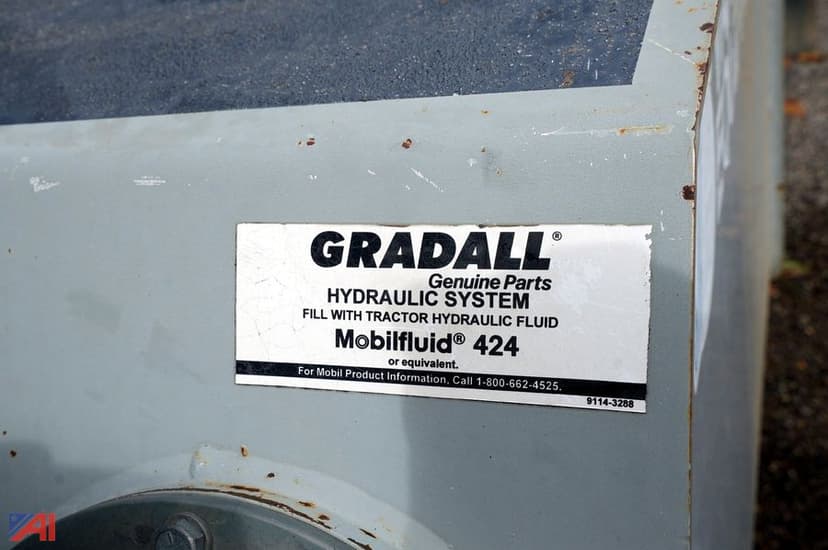 GRADALL®
Genuine Parts
HYDRAULIC SYSTEM
FILL WITH TRACTOR HYDRAULIC FLUID
Mobilfluid® 424
or equivalent.
For Mobil Product Information, Call 1-800-662-4525.
9114-3288
AI